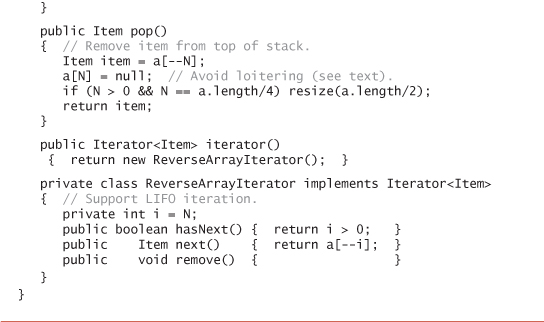 }
public Item pop()
{ // Remove item from top of stack.
Item item = a[--N];
a[N] = null; // Avoid loitering (see text).
if (N > 0 && N == a.length/4) resize(a.length/2);
return item;
}
public Iterator<Item> iterator()
{ return new ReverseArrayIterator(); }
private class ReverseArrayIterator implements Iterator<Item>
{ // Support LIFO iteration.
private int i = N;
public boolean hasNext() { return i > 0; }
public Item next() { return a[--i]; }
public void remove() { }
}
}